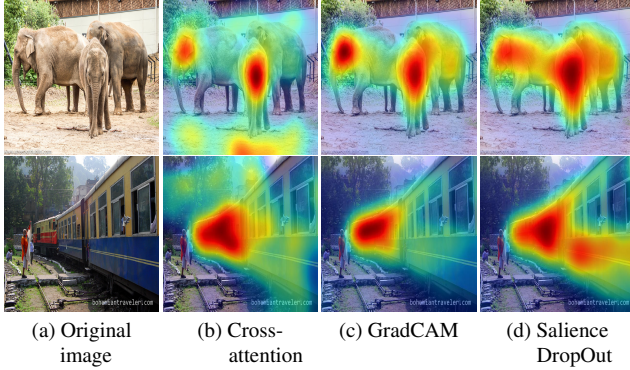 bohemiantraveler.com
bohemiantraveler.com
bohemiantraveler.com
bohemiantraveler.com
(a) Original
image
(b) Cross-
attention
(c) GradCAM
(d) Salience
DropOut